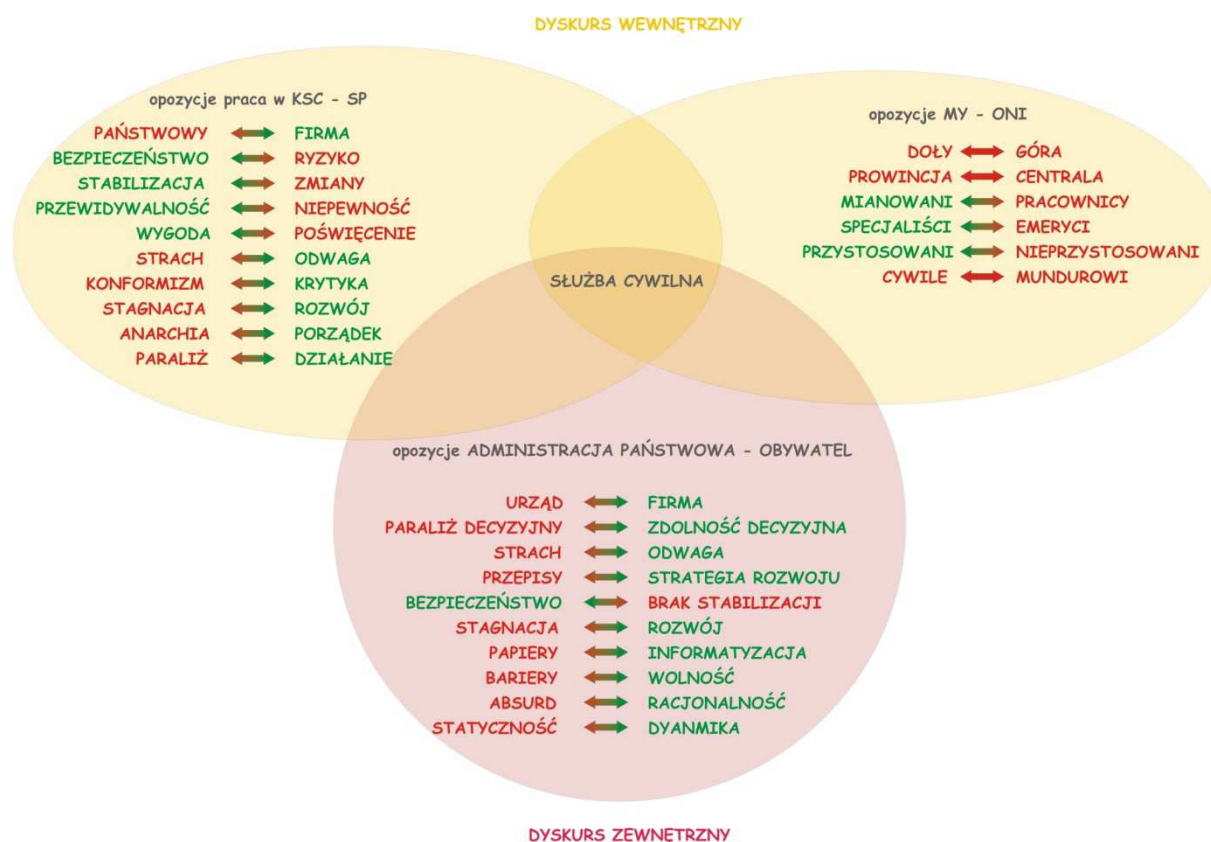 DYSKURS WEWNĘTRZNY
opozycje praca w KSC - SP
PAŃSTWOWY FIRMA
BEZPIECZEŃSTWO RYZYKO
STABILIZACJA ZMIANY
PRZEWIDYWALNOŚĆ NIEPEWNOŚĆ
WYGODA POŚWIĘCENIE
STRACH ODWAGA
KONFORMIZM KRYTYKA
STAGNACJA ROZWÓJ
ANARCHIA PORZĄDEK
PARALIŻ DZIAŁANIE
opozycje MY - ONI
DOŁY GÓRA
PROWINCJA CENTRALA
MIANOWANI PRACOWNICY
SPECJALIŚCI EMERYCI
PRZYSTOSOWANI NIEPRZYSTOSOWANI
CYWILE MUNDUROWI
SŁUŻBA CYWILNA
opozycje ADMINISTRACJA PAŃSTWOWA - OBYWATEL
URZĄD FIRMA
PARALIŻ DECYZYJNY ZDOLNOŚĆ DECYZYJNA
STRACH ODWAGA
PRZEPISY STRATEGIA ROZWOJU
BEZPIECZEŃSTWO BRAK STABILIZACJI
STAGNACJA ROZWÓJ
PAPIERY INFORMATYZACJA
BARIERY WOLNOŚĆ
ABSURD RACJONALNOŚĆ
STATYCZNOŚĆ DYANMIKA
DYSKURS ZEWNĘTRZNY